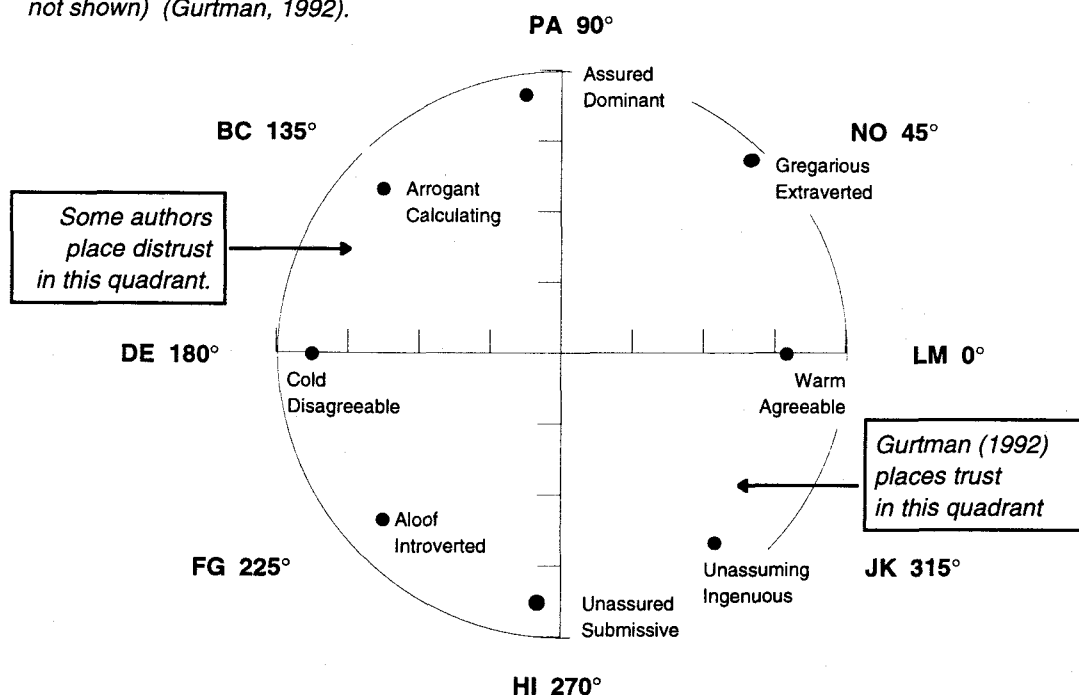 not shown) (Gurtman, 1992).
PA 90°
Assured
Dominant
BC 135°
NO 45°
Gregarious
Extraverted
Arrogant
Calculating
Some authors
place distrust
in this quadrant.
DE 180°
LM 0°
Cold
Disagreeable
Warm
Agreeable
Gurtman (1992)
places trust
in this quadrant
Aloof
Introverted
FG 225°
Unassuming
Ingenuous
JK 315°
Unassured
Submissive
HI 270°